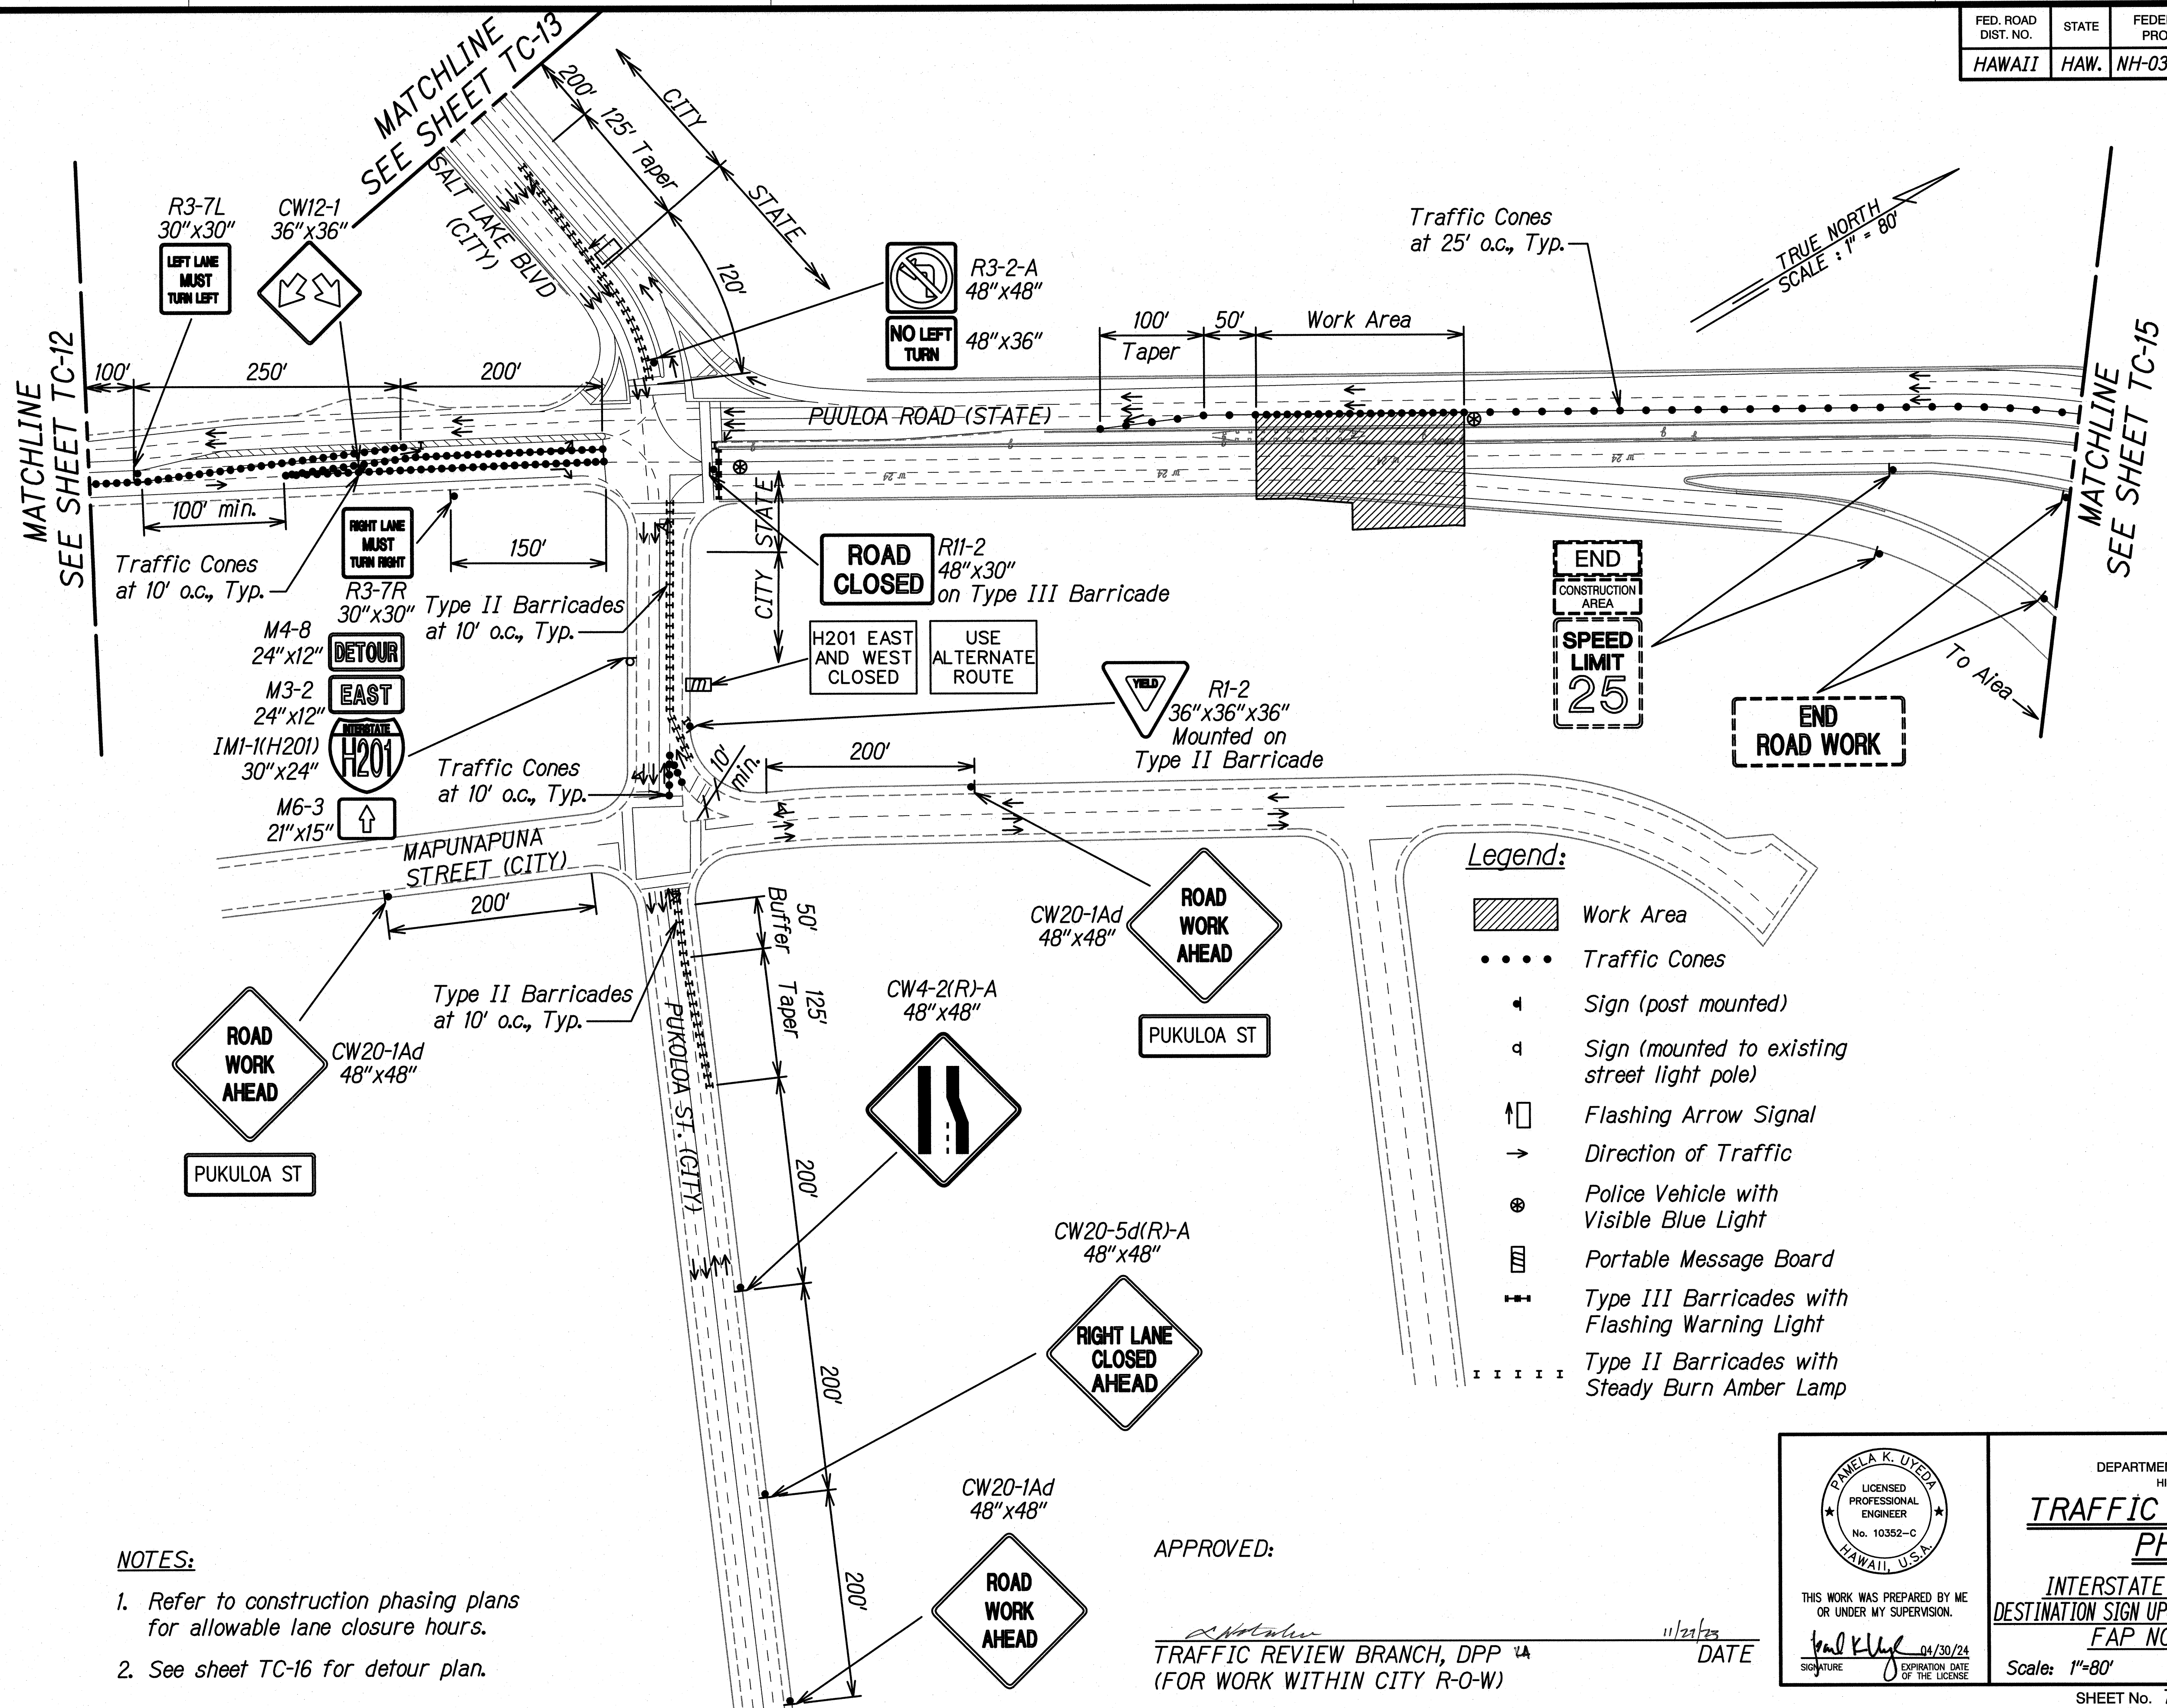 FED. ROAD
DIST. NO.
STATE
HAWAII
HAW.
NH-03
MATCHLINE
SEE SHEET TC-13
200'
125' Taper
120'
CITY
STATE
SALT LAKE BLVD
(CITY)
R3-7L
30"x30"
LEFT LANE
MUST
TURN LEFT
CW12-1
36"x36"
R3-2-A
48"x48"
NO LEFT
TURN
48"x36"
Traffic Cones
at 25' o.c., Typ.
TRUE NORTH
SCALE : 1" = 80'
MATCHLINE
SEE SHEET TC-12
100'
250'
200'
100'
Taper
50'
Work Area
PUULOA ROAD (STATE)
MATCHLINE
SEE SHEET TC-15
100' min.
Traffic Cones
at 10' o.c., Typ.
RIGHT LANE
MUST
TURN RIGHT
R3-7R
30"x30"
150'
Type II Barricades
at 10' o.c., Typ.
STATE
CITY
ROAD
CLOSED
R11-2
48"x30"
on Type III Barricade
H201 EAST
AND WEST
CLOSED
USE
ALTERNATE
ROUTE
YIELD
R1-2
36"x36"x36"
Mounted on
Type II Barricade
END
CONSTRUCTION
AREA
SPEED
LIMIT
25
END
ROAD WORK
To Aiea
M4-8
24"x12"
DETOUR
M3-2
24"x12"
EAST
IM1-1(H201)
30"x24"
INTERSTATE
H201
M6-3
21"x15"
Traffic Cones
at 10' o.c., Typ.
10'
min.
200'
MAPUNAPUNA
STREET (CITY)
200'
ROAD
WORK
AHEAD
CW20-1Ad
48"x48"
PUKULOA ST
Type II Barricades
at 10' o.c., Typ.
PUKOLOA ST. (CITY)
50'
Buffer
125'
Taper
200'
200'
200'
CW4-2(R)-A
48"x48"
CW20-1Ad
48"x48"
ROAD
WORK
AHEAD
PUKULOA ST
CW20-5d(R)-A
48"x48"
RIGHT LANE
CLOSED
AHEAD
CW20-1Ad
48"x48"
ROAD
WORK
AHEAD
Legend:
Work Area
Traffic Cones
Sign (post mounted)
Sign (mounted to existing
street light pole)
Flashing Arrow Signal
Direction of Traffic
Police Vehicle with
Visible Blue Light
Portable Message Board
Type III Barricades with
Flashing Warning Light
Type II Barricades with
Steady Burn Amber Lamp
NOTES:
1. Refer to construction phasing plans
for allowable lane closure hours.
2. See sheet TC-16 for detour plan.
APPROVED:
11/21/23
TRAFFIC REVIEW BRANCH, DPP
DATE
(FOR WORK WITHIN CITY R-O-W)
PAMELA K. UYEDA
LICENSED
PROFESSIONAL
ENGINEER
No. 10352-C
HAWAII, U.S.A.
THIS WORK WAS PREPARED BY ME
OR UNDER MY SUPERVISION.
04/30/24
SIGNATURE
EXPIRATION DATE
OF THE LICENSE
TRAFFIC
INTERSTATE
DESTINATION SIGN UP
FAP NO
Scale: 1"=80'
SHEET No.